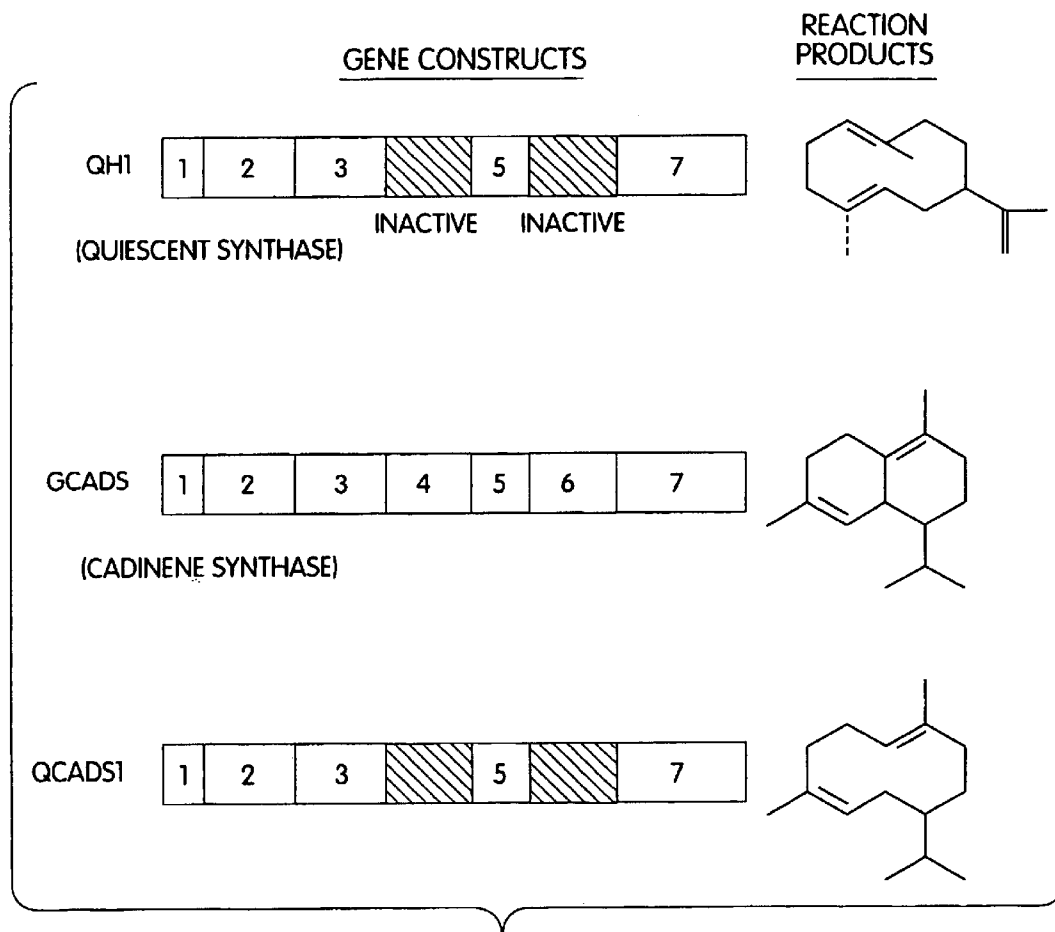 GENE CONSTRUCTS
REACTION
PRODUCTS
QH1
1 2 3 5 7
INACTIVE INACTIVE
(QUIESCENT SYNTHASE)
GCADS
1 2 3 4 5 6 7
(CADINENE SYNTHASE)
QCADS1
1 2 3 5 7